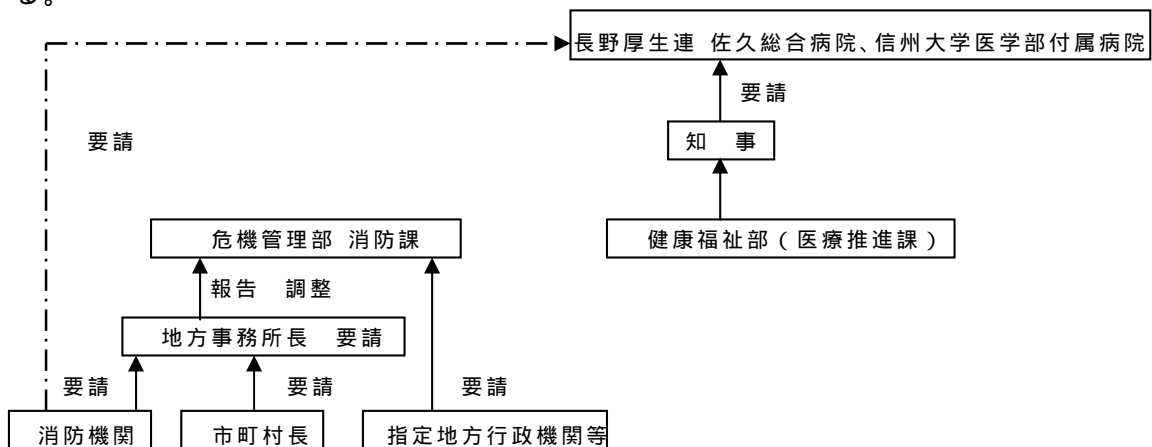 る。
長野厚生連 佐久総合病院、信州大学医学部付属病院
要請
要請
知 事
危機管理部 消防課
健康福祉部（医療推進課）
報告 調整
地方事務所長 要請
要請 要請 要請
消防機関 市町村長 指定地方行政機関等